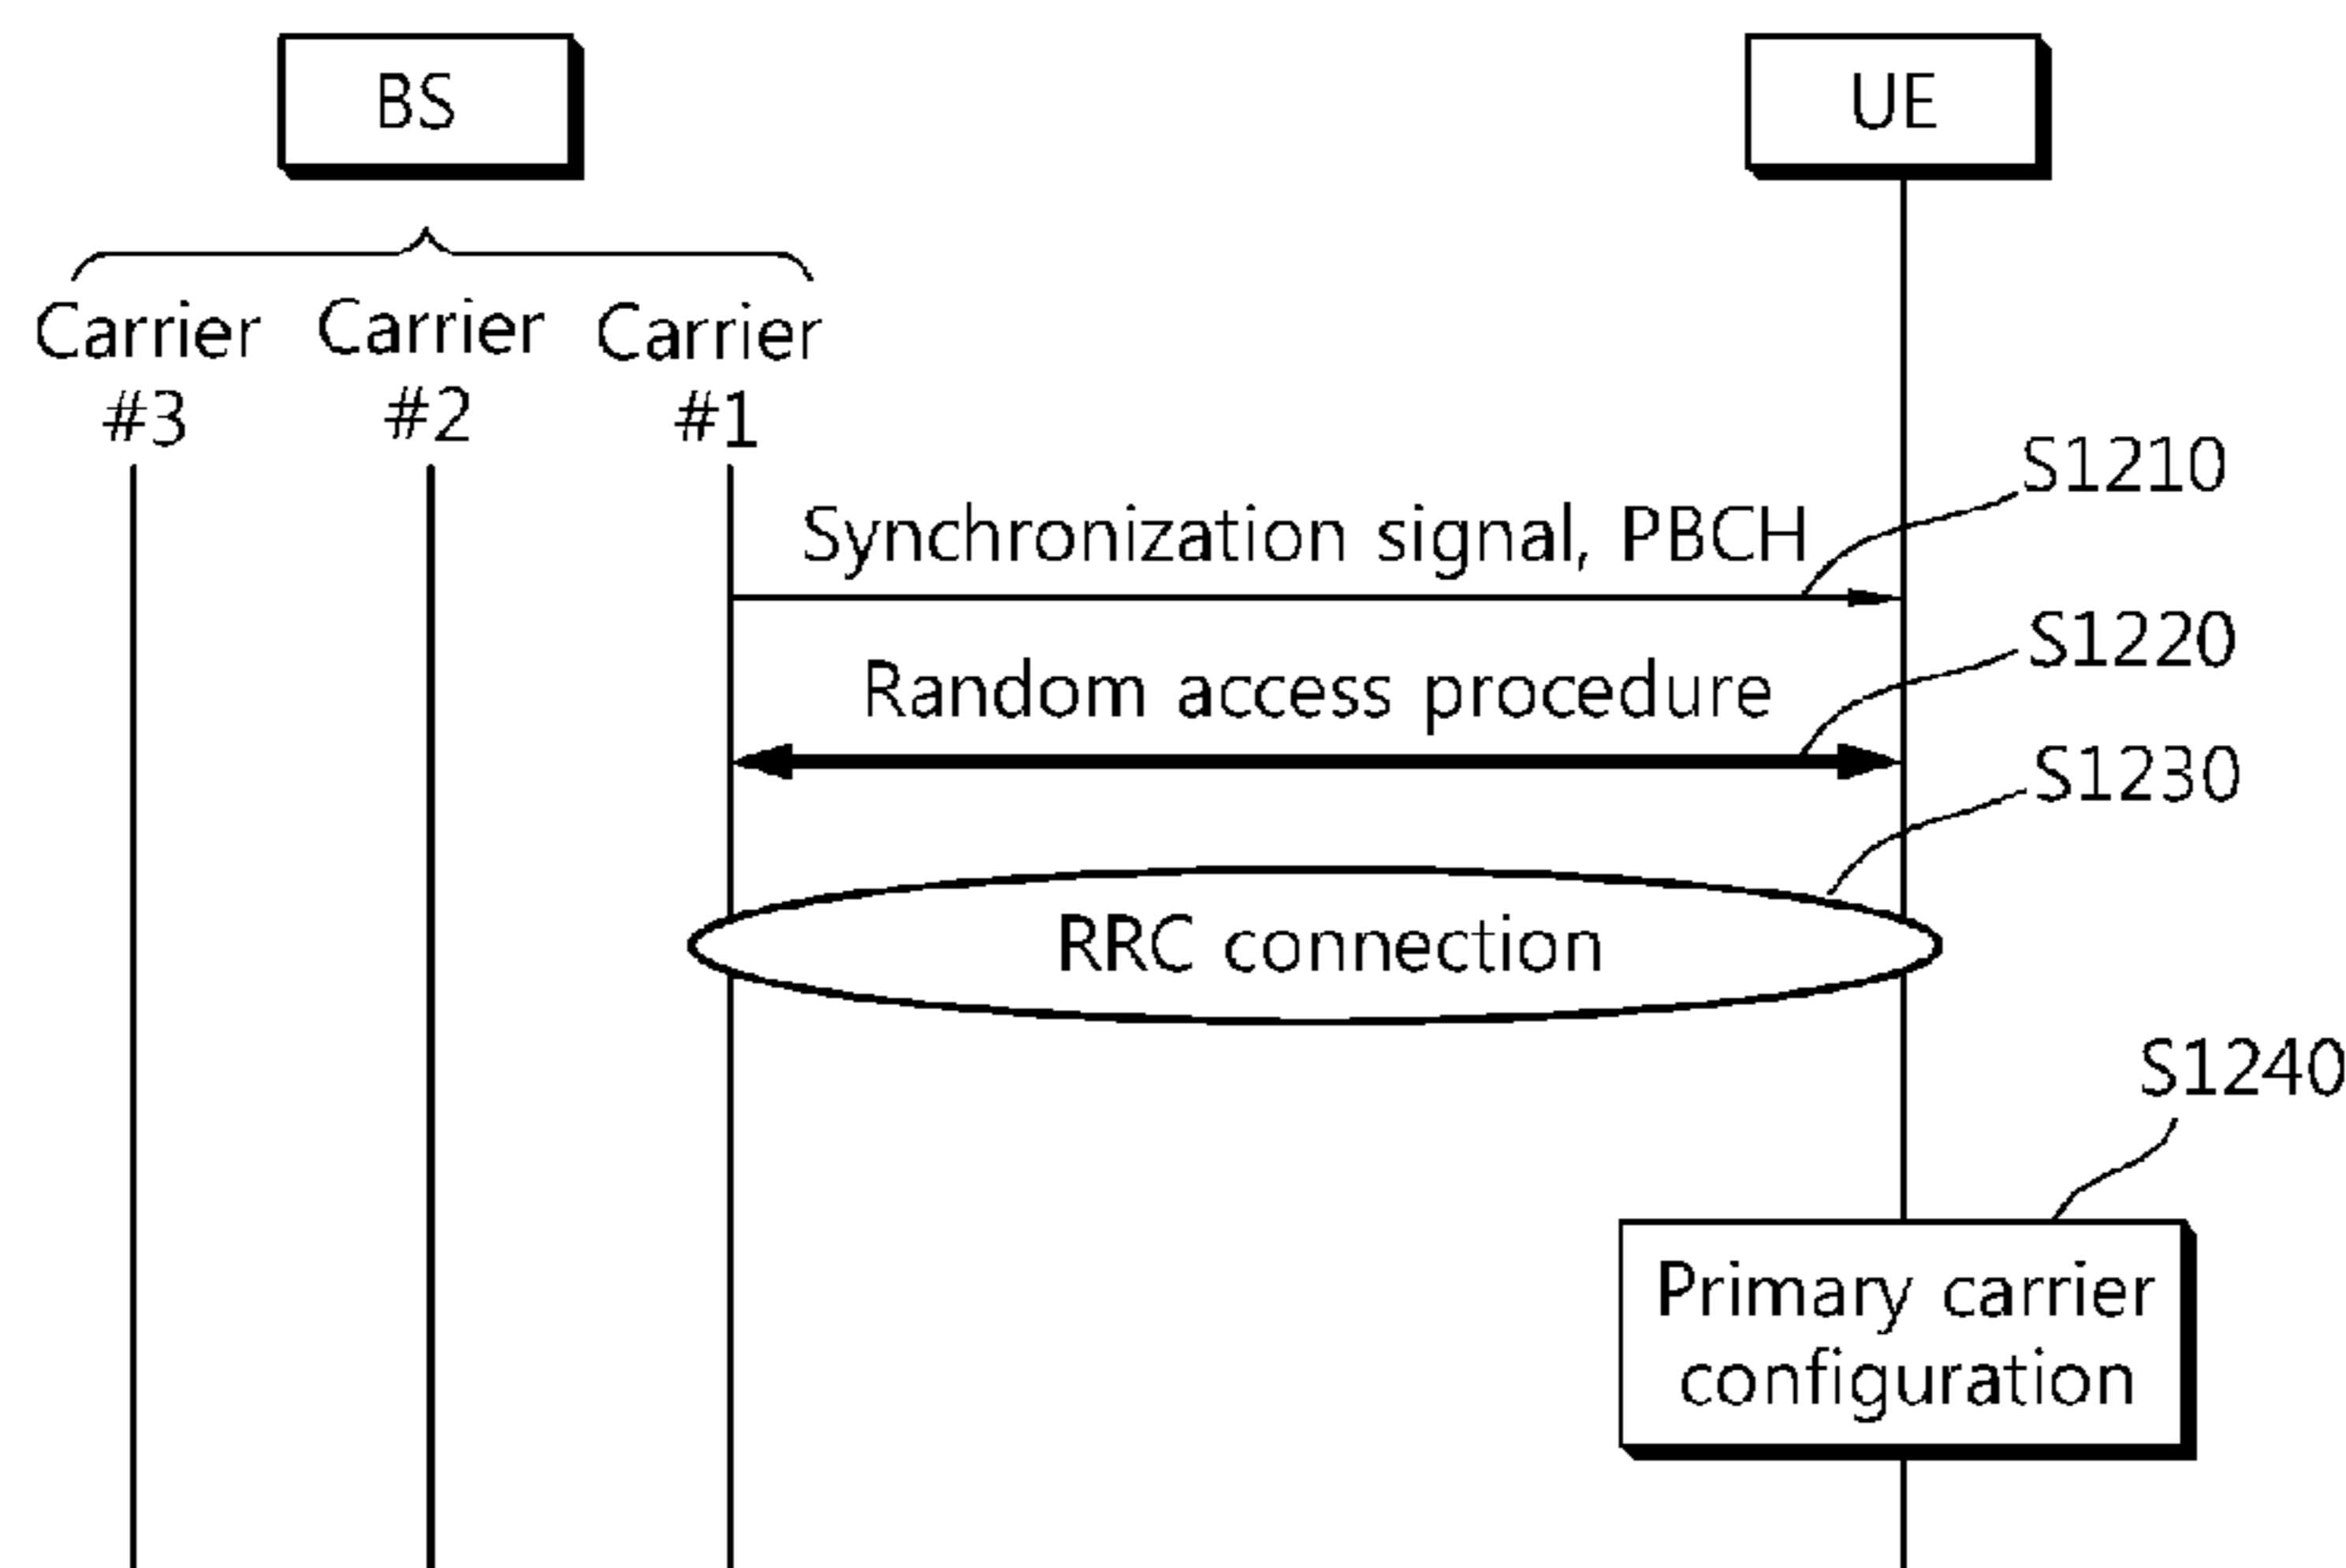 BS
UE
Carrier #3
Carrier #2
Carrier #1
S1210
Synchronization signal, PBCH
S1220
Random access procedure
S1230
RRC connection
S1240
Primary carrier
configuration